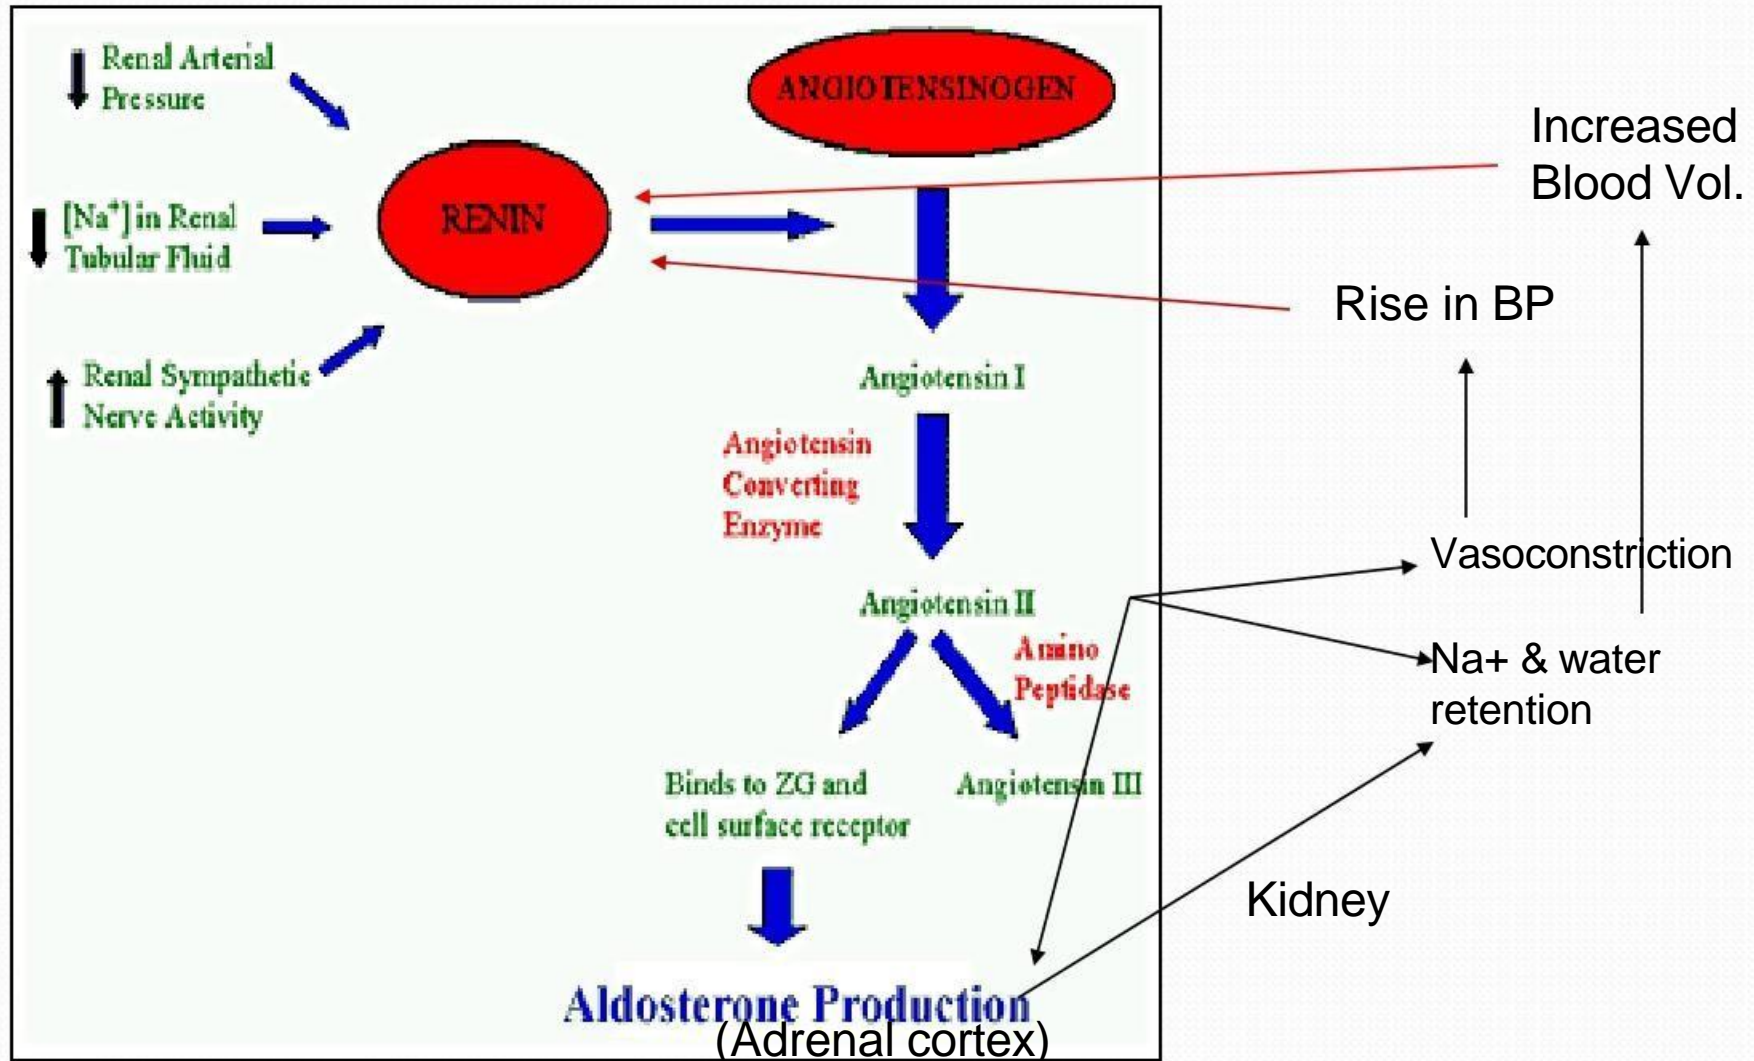 Renal Arterial
Pressure
[Na⁺] in Renal
Tubular Fluid
Renal Sympathetic
Nerve Activity
RENIN
ANGIOTENSINOGEN
Angiotensin I
Angiotensin
Converting
Enzyme
Angiotensin II
Amino
Peptidase
Binds to ZG and
cell surface receptor
Angiotensin III
Aldosterone Production
(Adrenal cortex)
Increased
Blood Vol.
Rise in BP
Vasoconstriction
Na+ & water
retention
Kidney